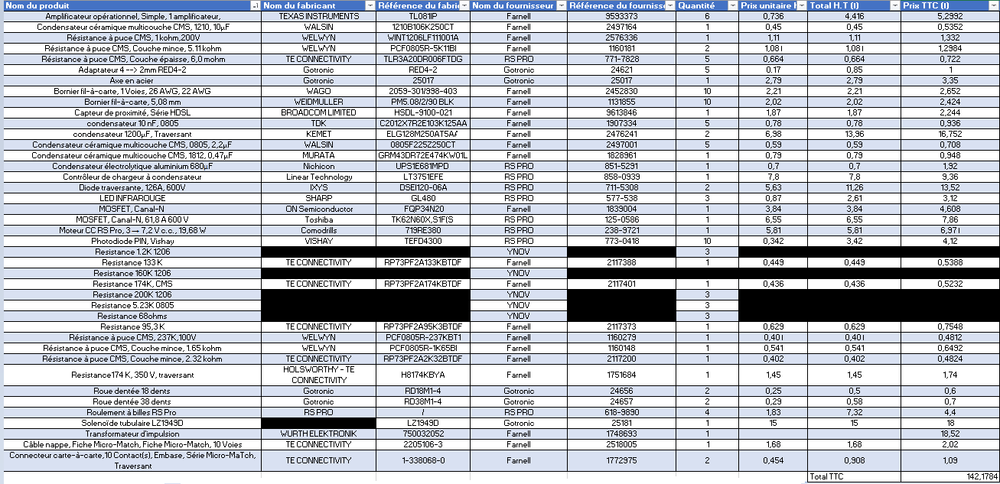 Nom du produit Nom du fabricant Référence du fabric Nom du fournisseur Référence du fourniss Quantité Prix unitaire H Total H.T (l) Prix TTC (l)
Amplificateur opérationnel, Simple, 1 amplificateur, TEXAS INSTRUMENTS TL081IP Farnell 9593373 6 0,736 4,416 5,2992
Condensateur céramique multicouche CMS, 1210, 10µF WALSIN 1210B106K250CT Farnell 2497164 1 0,45 0,45 0,5352
Résistance à puce CMS, 1 kohm,200V WELWYN WINT1206LF111001A Farnell 2576336 1 1,11 1,11 1,332
Résistance à puce CMS, Couche mince, 5.11 kohm WELWYN PCF0805R-5K11BI Farnell 1160181 2 1,08 l 1,08 l 1,2984
Résistance à puce CMS, Couche épaisse, 6,0 mohm TE CONNECTIVITY TLR3A20DR006FTDG RS PRO 771-7828 5 0,664 0,664 0,722
Adaptateur 4 --> 2mm RED4-2 Gotronic RED4-2 Gotronic 24621 5 0.17 0,85 1
Axe en acier Gotronic 25017 Gotronic 25017 1 2,79 2,79 3,35
Bornier fil-à-carte, 1 Voies, 26 AWG, 22 AWG WAGO 2059-301/998-403 Farnell 2452830 10 2,21 2,21 2,652
Bornier fil-à-carte, 5,08 mm WEIDMULLER PM5.08/2/90 BLK Farnell 1131855 10 2,02 2,02 2,424
Capteur de proximité, Série HDSL BROADCOM LIMITED HSDL-9100-021 Farnell 9613846 1 1,87 1,87 2,244
condensateur 10 nF, 0805 TDK C2012X7R2E103K125AA Farnell 1907334 5 0,78 0,78 0,936
condensateur 1200µF, Traversant KEMET ELG128M250AT5AA Farnell 2476241 2 6,98 13,96 16,752
Condensateur céramique multicouche CMS, 0805, 2,2µF WALSIN 0805F225Z250CT Farnell 2497001 5 0,59 0,59 0,708
Condensateur céramique multicouche CMS, 1812, 0,47µF MURATA GRM43DR72E474KW01L Farnell 1828961 1 0,79 0,79 0,948
Condensateur électrolytique aluminium 680µF Nichicon UPS1E681MPD RS PRO 851-5291 1 0,7 0,7 1,92
Contrôleur de chargeur à condensateur Linear Technology LT3751EFE RS PRO 858-0939 1 7,8 7,8 9,36
Diode traversante, 126A, 600V IXYS DSEI120-06A RS PRO 711-5308 2 5,63 11,26 13,52
LED INFRAROUGE SHARP GL480 RS PRO 577-538 3 0,87 2,61 3,12
MOSFET, Canal-N ON Semiconductor FQP34N20 Farnell 1839004 1 3,84 3,84 4,608
MOSFET, Canal-N, 61,8 A 600 V Toshiba TK62N60X,S1F(S RS PRO 125-0586 1 6,55 6,55 7,86
Moteur CC RS Pro, 3 → 7,2 V c.c., 19,68 W Comodrills 719RE380 RS PRO 238-9721 1 5,81 5,81 6,97 l
Photodiode PIN, Vishay VISHAY TEFD4300 RS PRO 773-0418 10 0,342 3,42 4,12
Resistance 1.2K 1206 YNOV 3
Resistance 133 K TE CONNECTIVITY RP73PF2A133KBTDF Farnell 2117388 1 0,449 0,449 0,5388
Resistance 160K 1206 YNOV
Resistance 174K, CMS TE CONNECTIVITY RP73PF2A174KBTDF Farnell 2117401 1 0,436 0,436 0,5232
Resistance 200K 1206 YNOV 3
Resistance 5.23K 0805 YNOV 3
Resistance 68ohms YNOV 3
Resistance 95,3 K TE CONNECTIVITY RP73PF2A95K3BTDF Farnell 2117373 1 0,629 0,629 0,7548
Résistance à puce CMS, 237K,100V WELWYN PCF0805R-237KBT1 Farnell 1160279 1 0,40 l 0,40 l 0,4812
Résistance à puce CMS, Couche mince, 1.65 kohm WELWYN PCF0805R-1K65BI Farnell 1160148 1 0,541 0,541 0,6492
Résistance à puce CMS, Couche mince, 2.32 kohm TE CONNECTIVITY RP73PF2A2K32BTDF Farnell 2117200 1 0,402 0,402 0,4824
Resistance174 K, 350 V, traversant HOLSWORTHY - TE CONNECTIVITY H8174KBYA Farnell 1751684 1 1,45 1,45 1,74
Roue dentée 18 dents Gotronic RD18M1-4 Gotronic 24656 2 0,25 0,5 0,6
Roue dentée 38 dents Gotronic RD38M1-4 Gotronic 24657 2 0,29 0,58 0,7
Roulement à billes RS Pro RS PRO / RS PRO 618-9890 4 1,83 7,32 4,4
Solenoïde tubulaire LZ1949D LZ1949D Gotronic 25181 1 15 15 18
Transformateur d'impulsion WURTH ELEKTRONIK 750032052 Farnell 1748693 1 18,52
Câble nappe, Fiche Micro-Match, Fiche Micro-Match, 10 Voies TE CONNECTIVITY 2205106-3 Farnell 2518005 1 1,68 1,68 2,02
Connecteur carte-à-carte,10 Contact(s), Embase, Série Micro-MaTch, Traversant TE CONNECTIVITY 1-338068-0 Farnell 1772975 2 0,454 0,908 1,09
Total TTC 142,1784